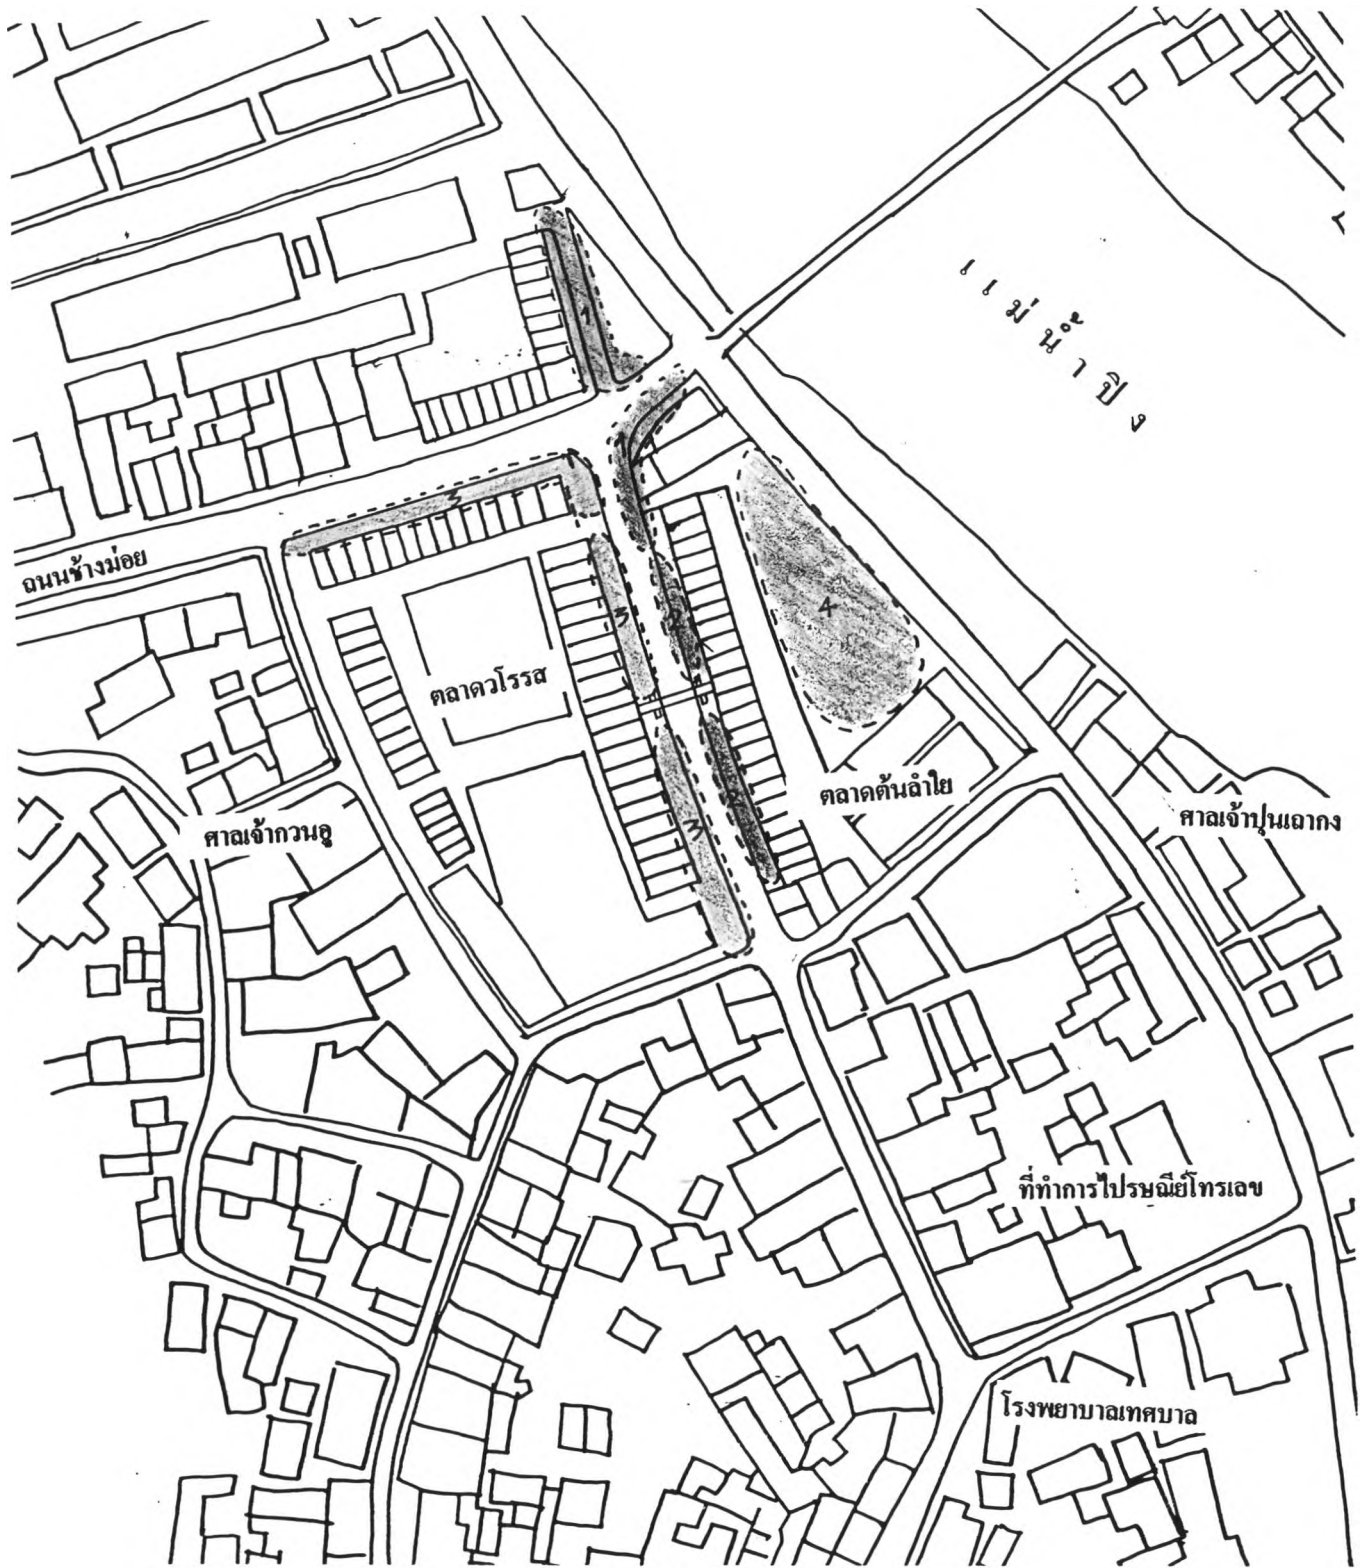 แม่น้ำปิง
1
3
ถนนช้างม่อย
3
2
4
ตลาดวโรรส
ตลาดต้นลำใย
ศาลเจ้าปุนเถากง
3
2
ศาลเจ้ากวนอู
ที่ทำการไปรษณีย์โทรเลข
โรงพยาบาลเทศบาล